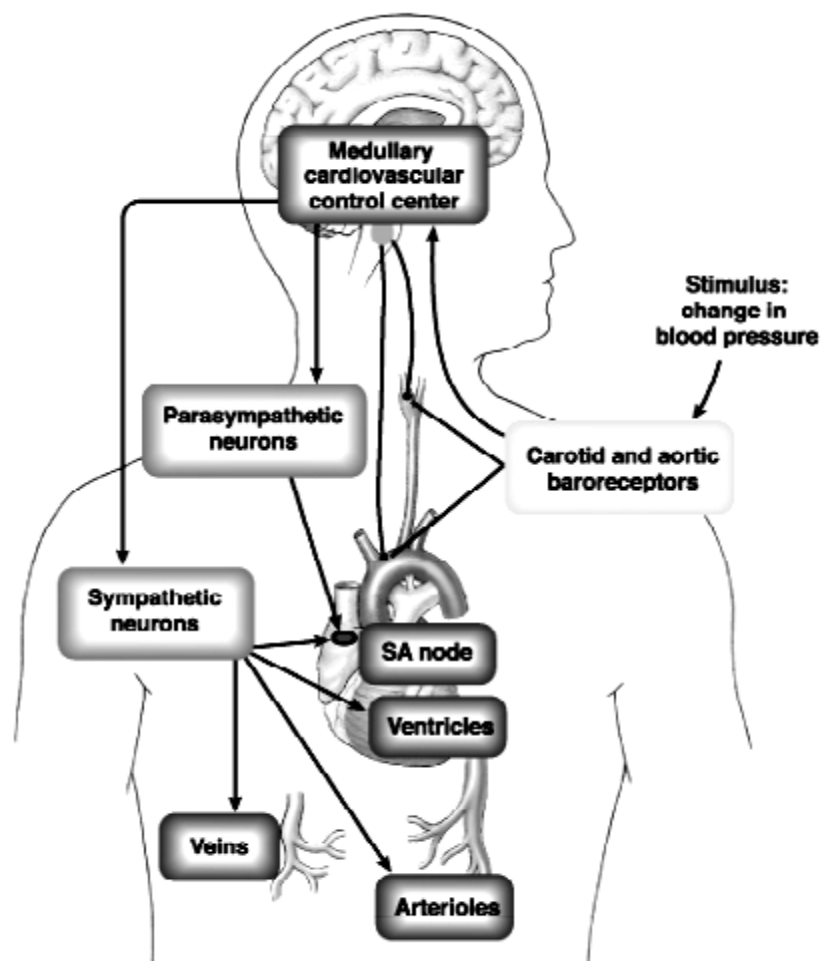 Medullary
cardiovascular
control center
Stimulus:
change in
blood pressure
Parasympathetic
neurons
Carotid and aortic
baroreceptors
Sympathetic
neurons
SA node
Ventricles
Veins
Arterioles